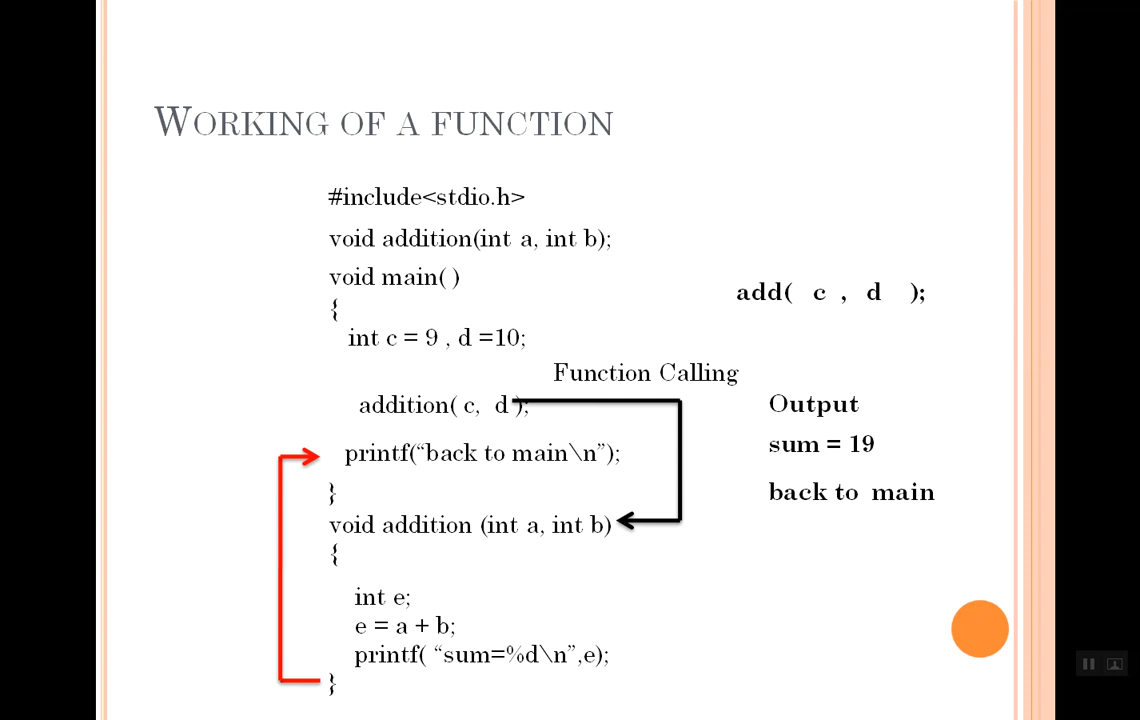 WORKING OF A FUNCTION
#include<stdio.h>
void addition(int a, int b);
void main( )
{
int c = 9 , d =10;
addition( c, d );
printf(“back to main\n”);
}
void addition (int a, int b)
{
int e;
e = a + b;
printf( “sum=%d\n”,e);
}
add( c , d );
Function Calling
Output
sum = 19
back to main